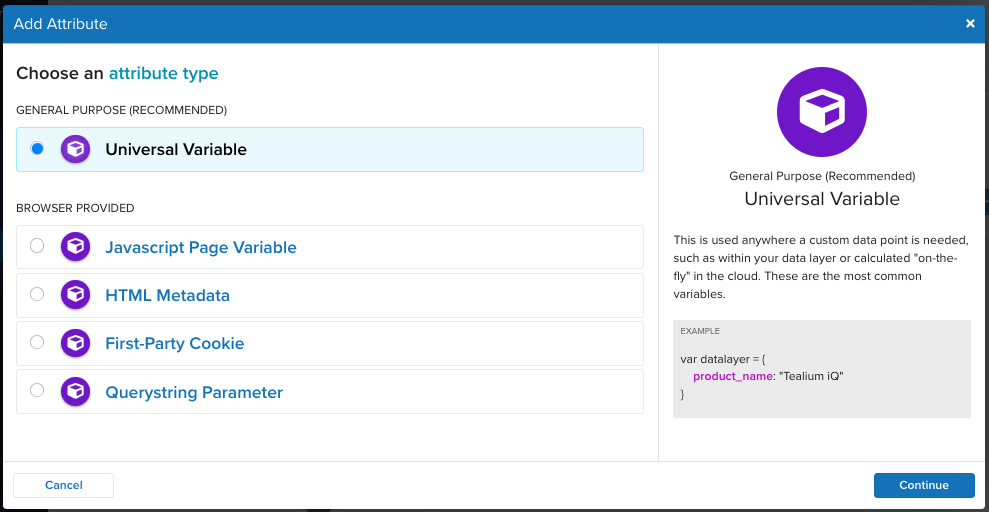 Add Attribute
×
Choose an attribute type
GENERAL PURPOSE (RECOMMENDED)
Universal Variable
BROWSER PROVIDED
Javascript Page Variable
HTML Metadata
First-Party Cookie
Querystring Parameter
General Purpose (Recommended)
Universal Variable
This is used anywhere a custom data point is needed,
such as within your data layer or calculated "on-the-
fly" in the cloud. These are the most common
variables.
EXAMPLE
var datalayer = {
product_name: "Tealium iQ"
}
Cancel
Continue